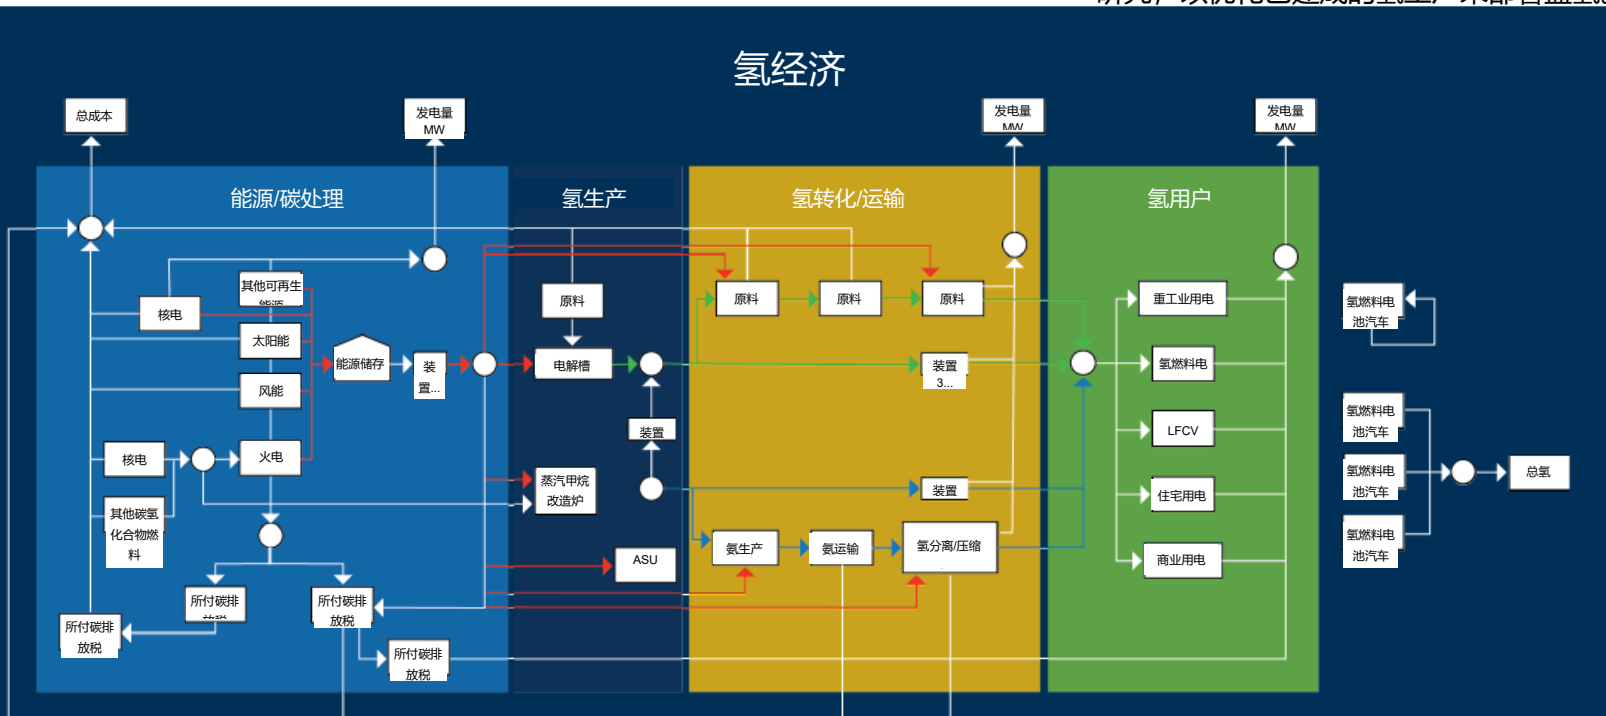 氢经济
总成本
发电量
MW
发电量
MW
发电量
MW
能源/碳处理
氢生产
氢转化/运输
氢用户
其他可再生
能源
核电
太阳能
能源储存
装
置...
风能
核电
火电
其他碳氢
化合物燃
料
所付碳排
放税
所付碳排
放税
所付碳排
放税
所付碳排
放税
原料
电解槽
装置
蒸汽甲烷
改造炉
ASU
原料
原料
原料
装置
3...
装置
氨生产
氨运输
氢分离/压缩
重工业用电
氢燃料电
LFCV
住宅用电
商业用电
氢燃料电
池汽车
氢燃料电
池汽车
氢燃料电
池汽车
氢燃料电
池汽车
总氢